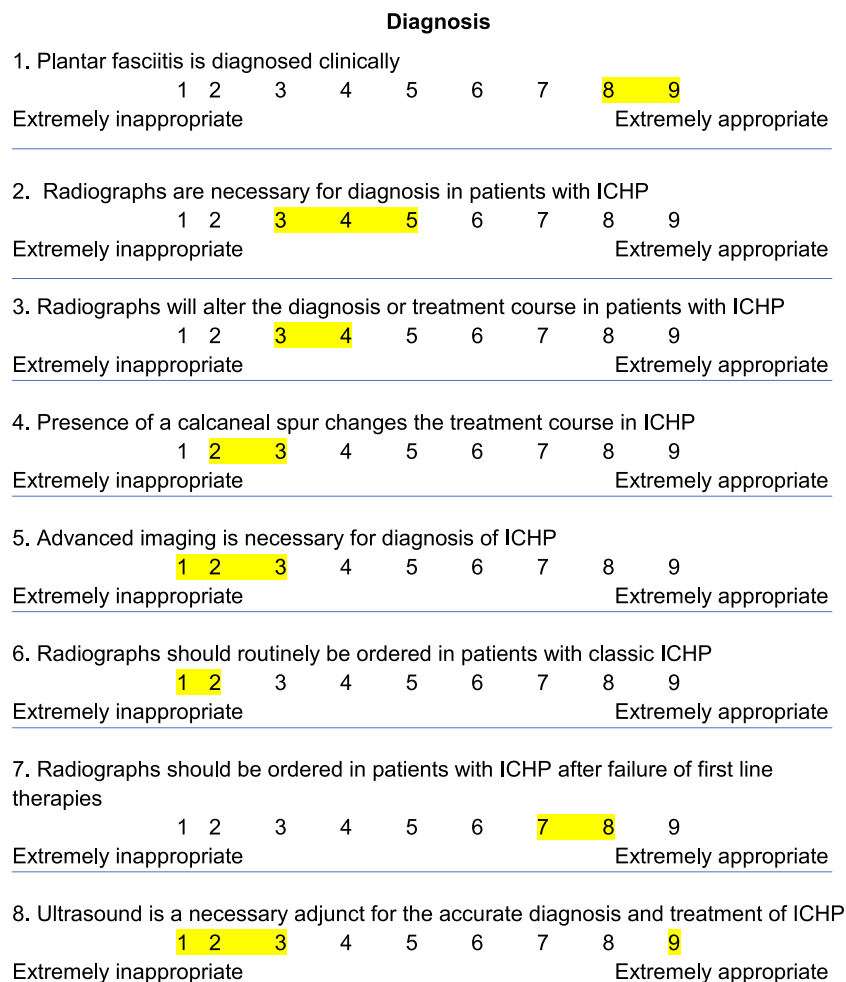 Diagnosis
1. Plantar fasciitis is diagnosed clinically
1 2 3 4 5 6 7 8 9
Extremely inappropriate Extremely appropriate
2. Radiographs are necessary for diagnosis in patients with ICHP
1 2 3 4 5 6 7 8 9
Extremely inappropriate Extremely appropriate
3. Radiographs will alter the diagnosis or treatment course in patients with ICHP
1 2 3 4 5 6 7 8 9
Extremely inappropriate Extremely appropriate
4. Presence of a calcaneal spur changes the treatment course in ICHP
1 2 3 4 5 6 7 8 9
Extremely inappropriate Extremely appropriate
5. Advanced imaging is necessary for diagnosis of ICHP
1 2 3 4 5 6 7 8 9
Extremely inappropriate Extremely appropriate
6. Radiographs should routinely be ordered in patients with classic ICHP
1 2 3 4 5 6 7 8 9
Extremely inappropriate Extremely appropriate
7. Radiographs should be ordered in patients with ICHP after failure of first line
therapies
1 2 3 4 5 6 7 8 9
Extremely inappropriate Extremely appropriate
8. Ultrasound is a necessary adjunct for the accurate diagnosis and treatment of ICHP
1 2 3 4 5 6 7 8 9
Extremely inappropriate Extremely appropriate